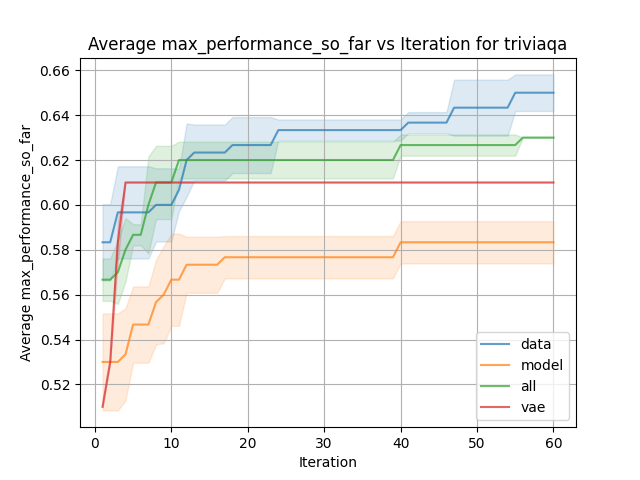 Average max_performance_so_far vs Iteration for triviaqa
Average max_performance_so_far
0.66
0.64
0.62
0.60
0.58
0.56
0.54
0.52
0
10
20
30
40
50
60
Iteration
data
model
all
vae